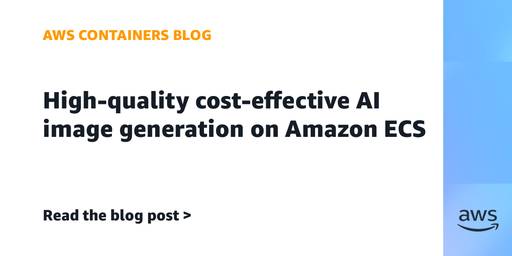 AWS CONTAINERS BLOG
High-quality cost-effective AI
image generation on Amazon ECS
Read the blog post >
aws